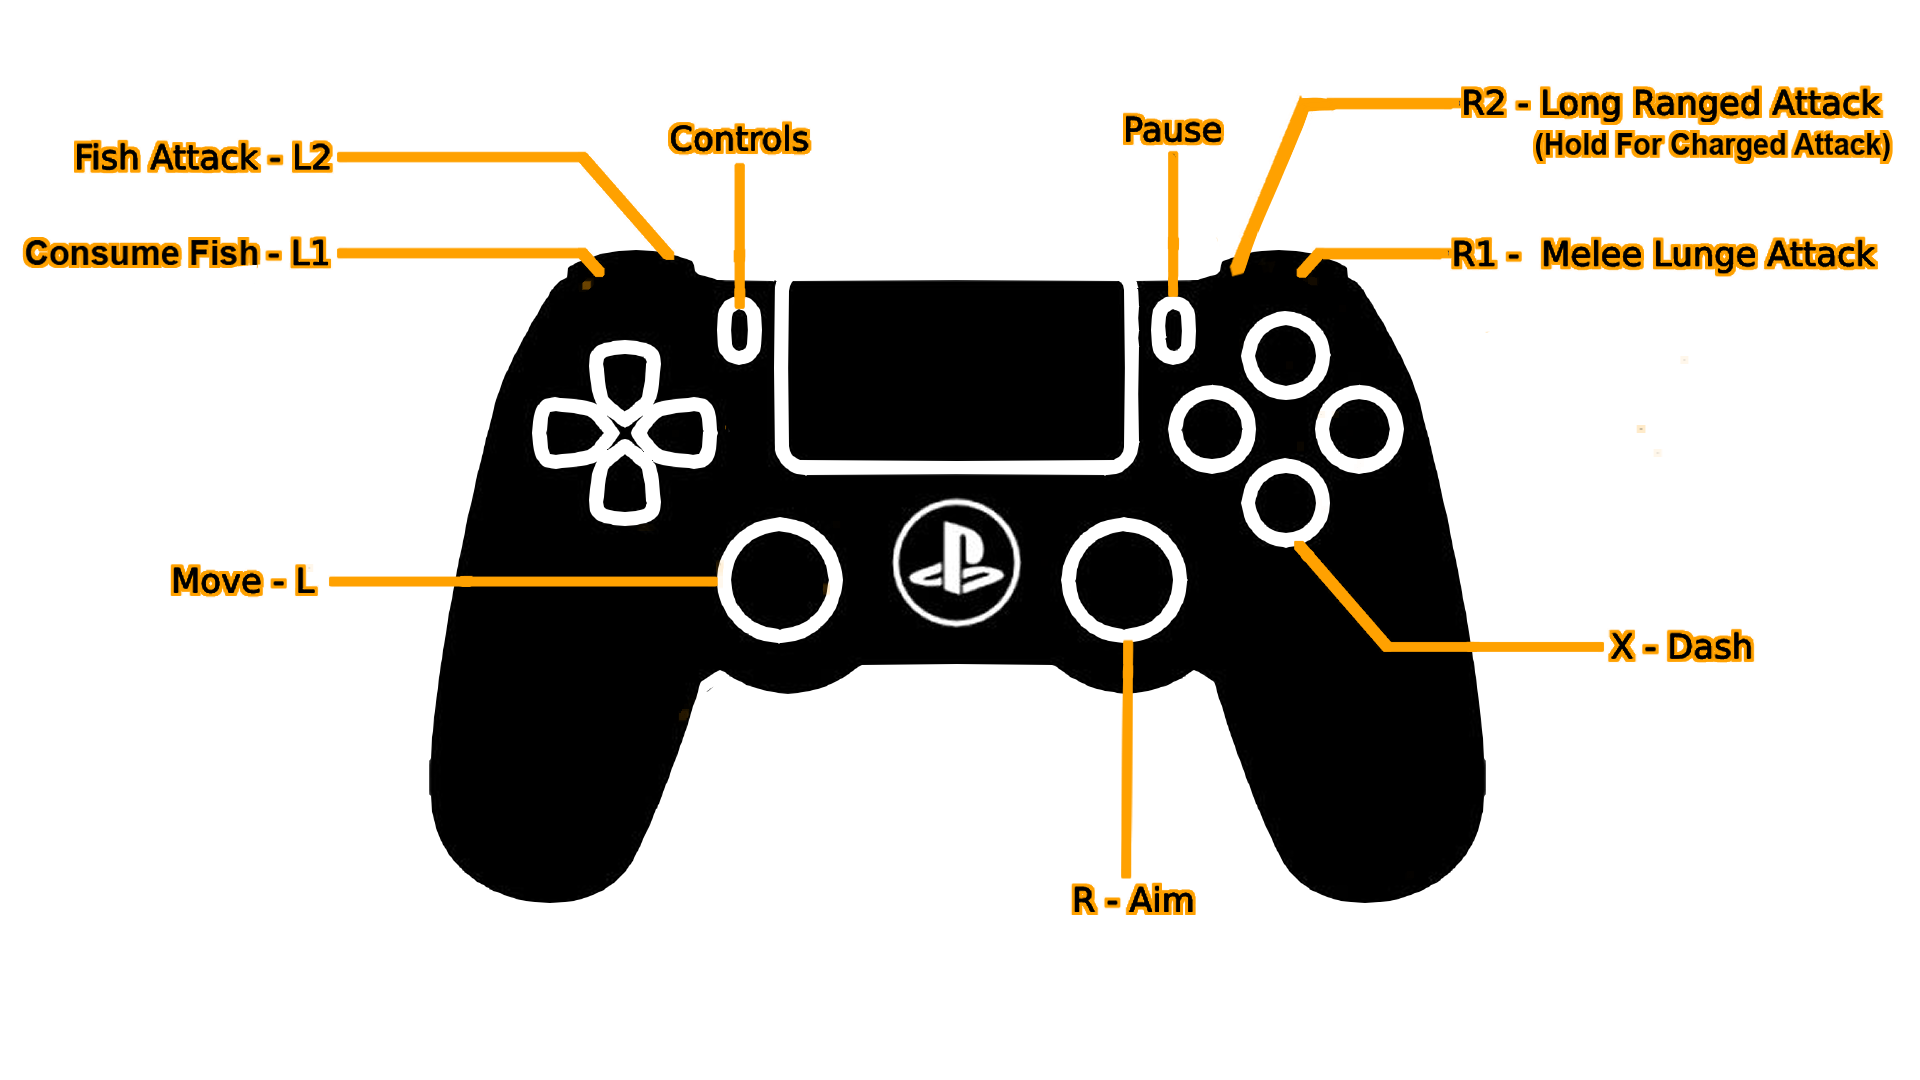 R2 - Long Ranged Attack
(Hold For Charged Attack)
Pause
Controls
Fish Attack - L2
Consume Fish - L1
R1 - Melee Lunge Attack
Move - L
X - Dash
R - Aim